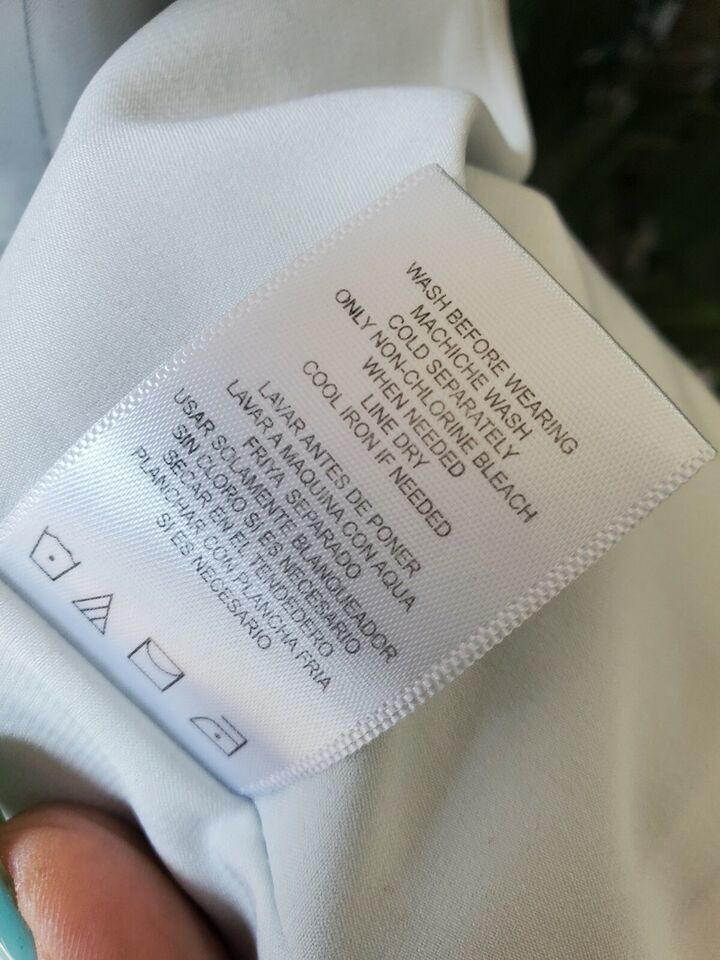 WASH BEFORE WEARING
MACHICHE WASH
COLD SEPARATELY
ONLY NON-CHLORINE BLEACH
WHEN NEEDED
LINE DRY
COOL IRON IF NEEDED
LAVAR ANTES DE PONER
LAVAR A MAQUINA CON AQUA
FRIYA SEPARADO
USAR SOLAMENTE BLANQUEADOR
SIN CLORO SI ES NECESARIO
SECAR EN EL TENDEDERO
PLANCHAR CON PLANCHA FRIA
SI ES NECESARIO